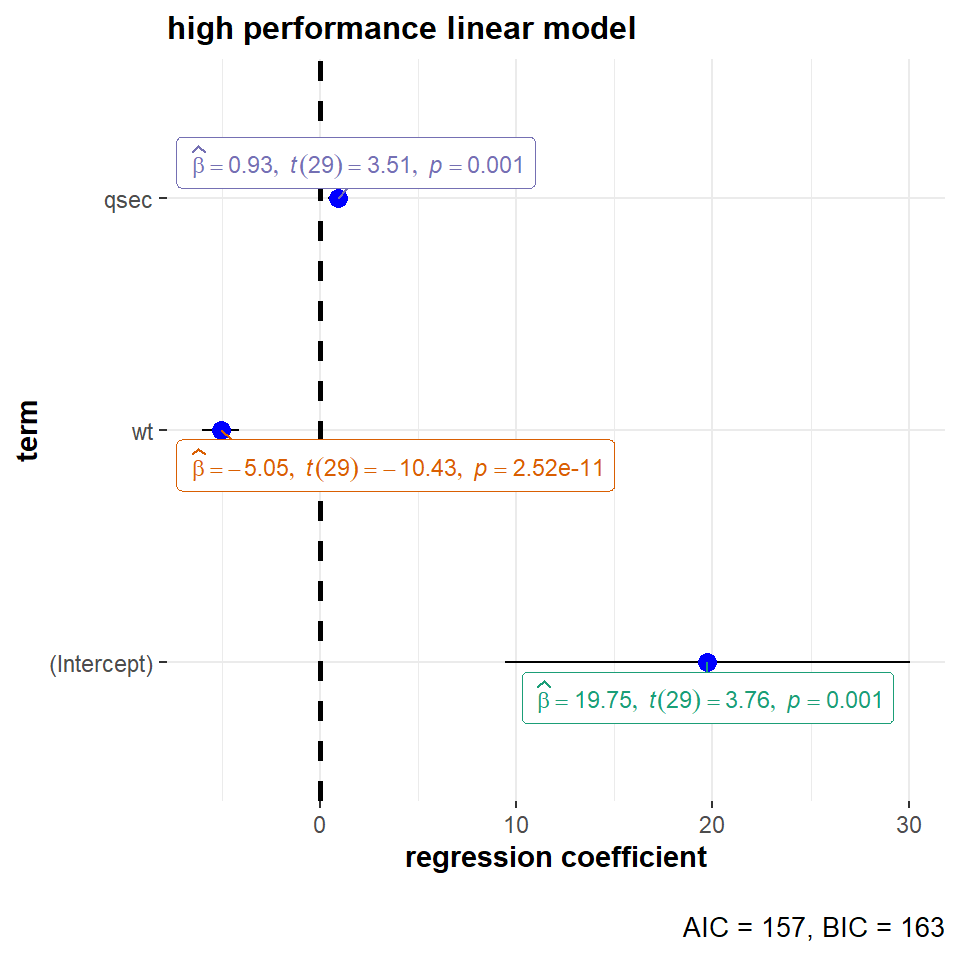 high performance linear model
β̂ = 0.93, t(29) = 3.51, p = 0.001
qsec
term
wt
β̂ = −5.05, t(29) = −10.43, p = 2.52e-11
(Intercept)
β̂ = 19.75, t(29) = 3.76, p = 0.001
0 10 20 30
regression coefficient
AIC = 157, BIC = 163